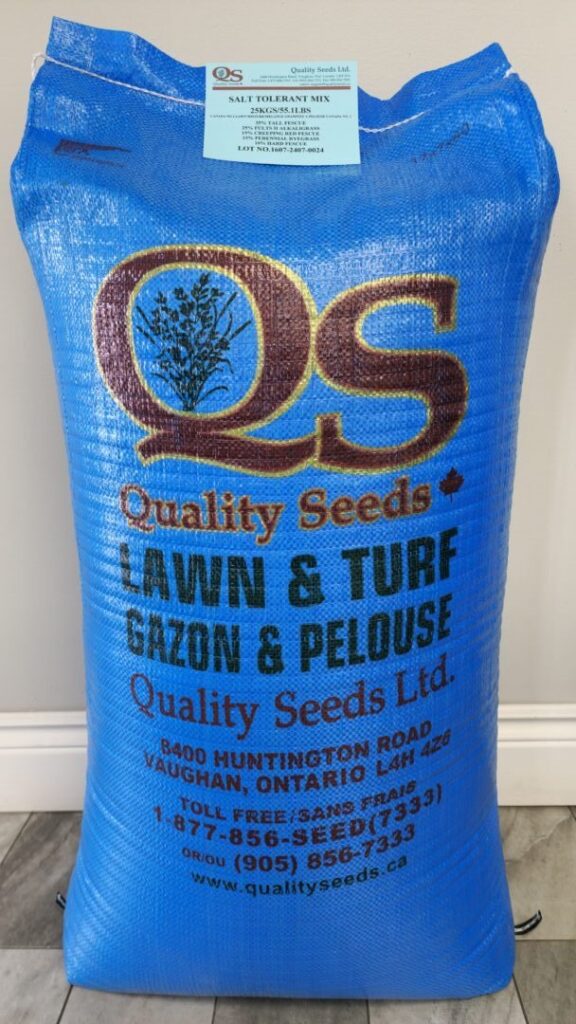 QS
Quality Seeds Ltd.
SALT TOLERANT MIX
25KGS/55.1LBS
35% TALL FESCUE
25% FULTS II ALKALIGRASS
15% CREEPING RED FESCUE
15% PERENNIAL RYEGRASS
10% HARD FESCUE
LOT NO.1607-2407-0024
QS
Quality Seeds
LAWN & TURF
GAZON & PELOUSE
Quality Seeds Ltd.
8400 HUNTINGTON ROAD
VAUGHAN, ONTARIO L4H 4Z6
TOLL FREE/SANS FRAIS
1-877-856-SEED(7333)
OR/OU (905) 856-7333
www.qualityseeds.ca